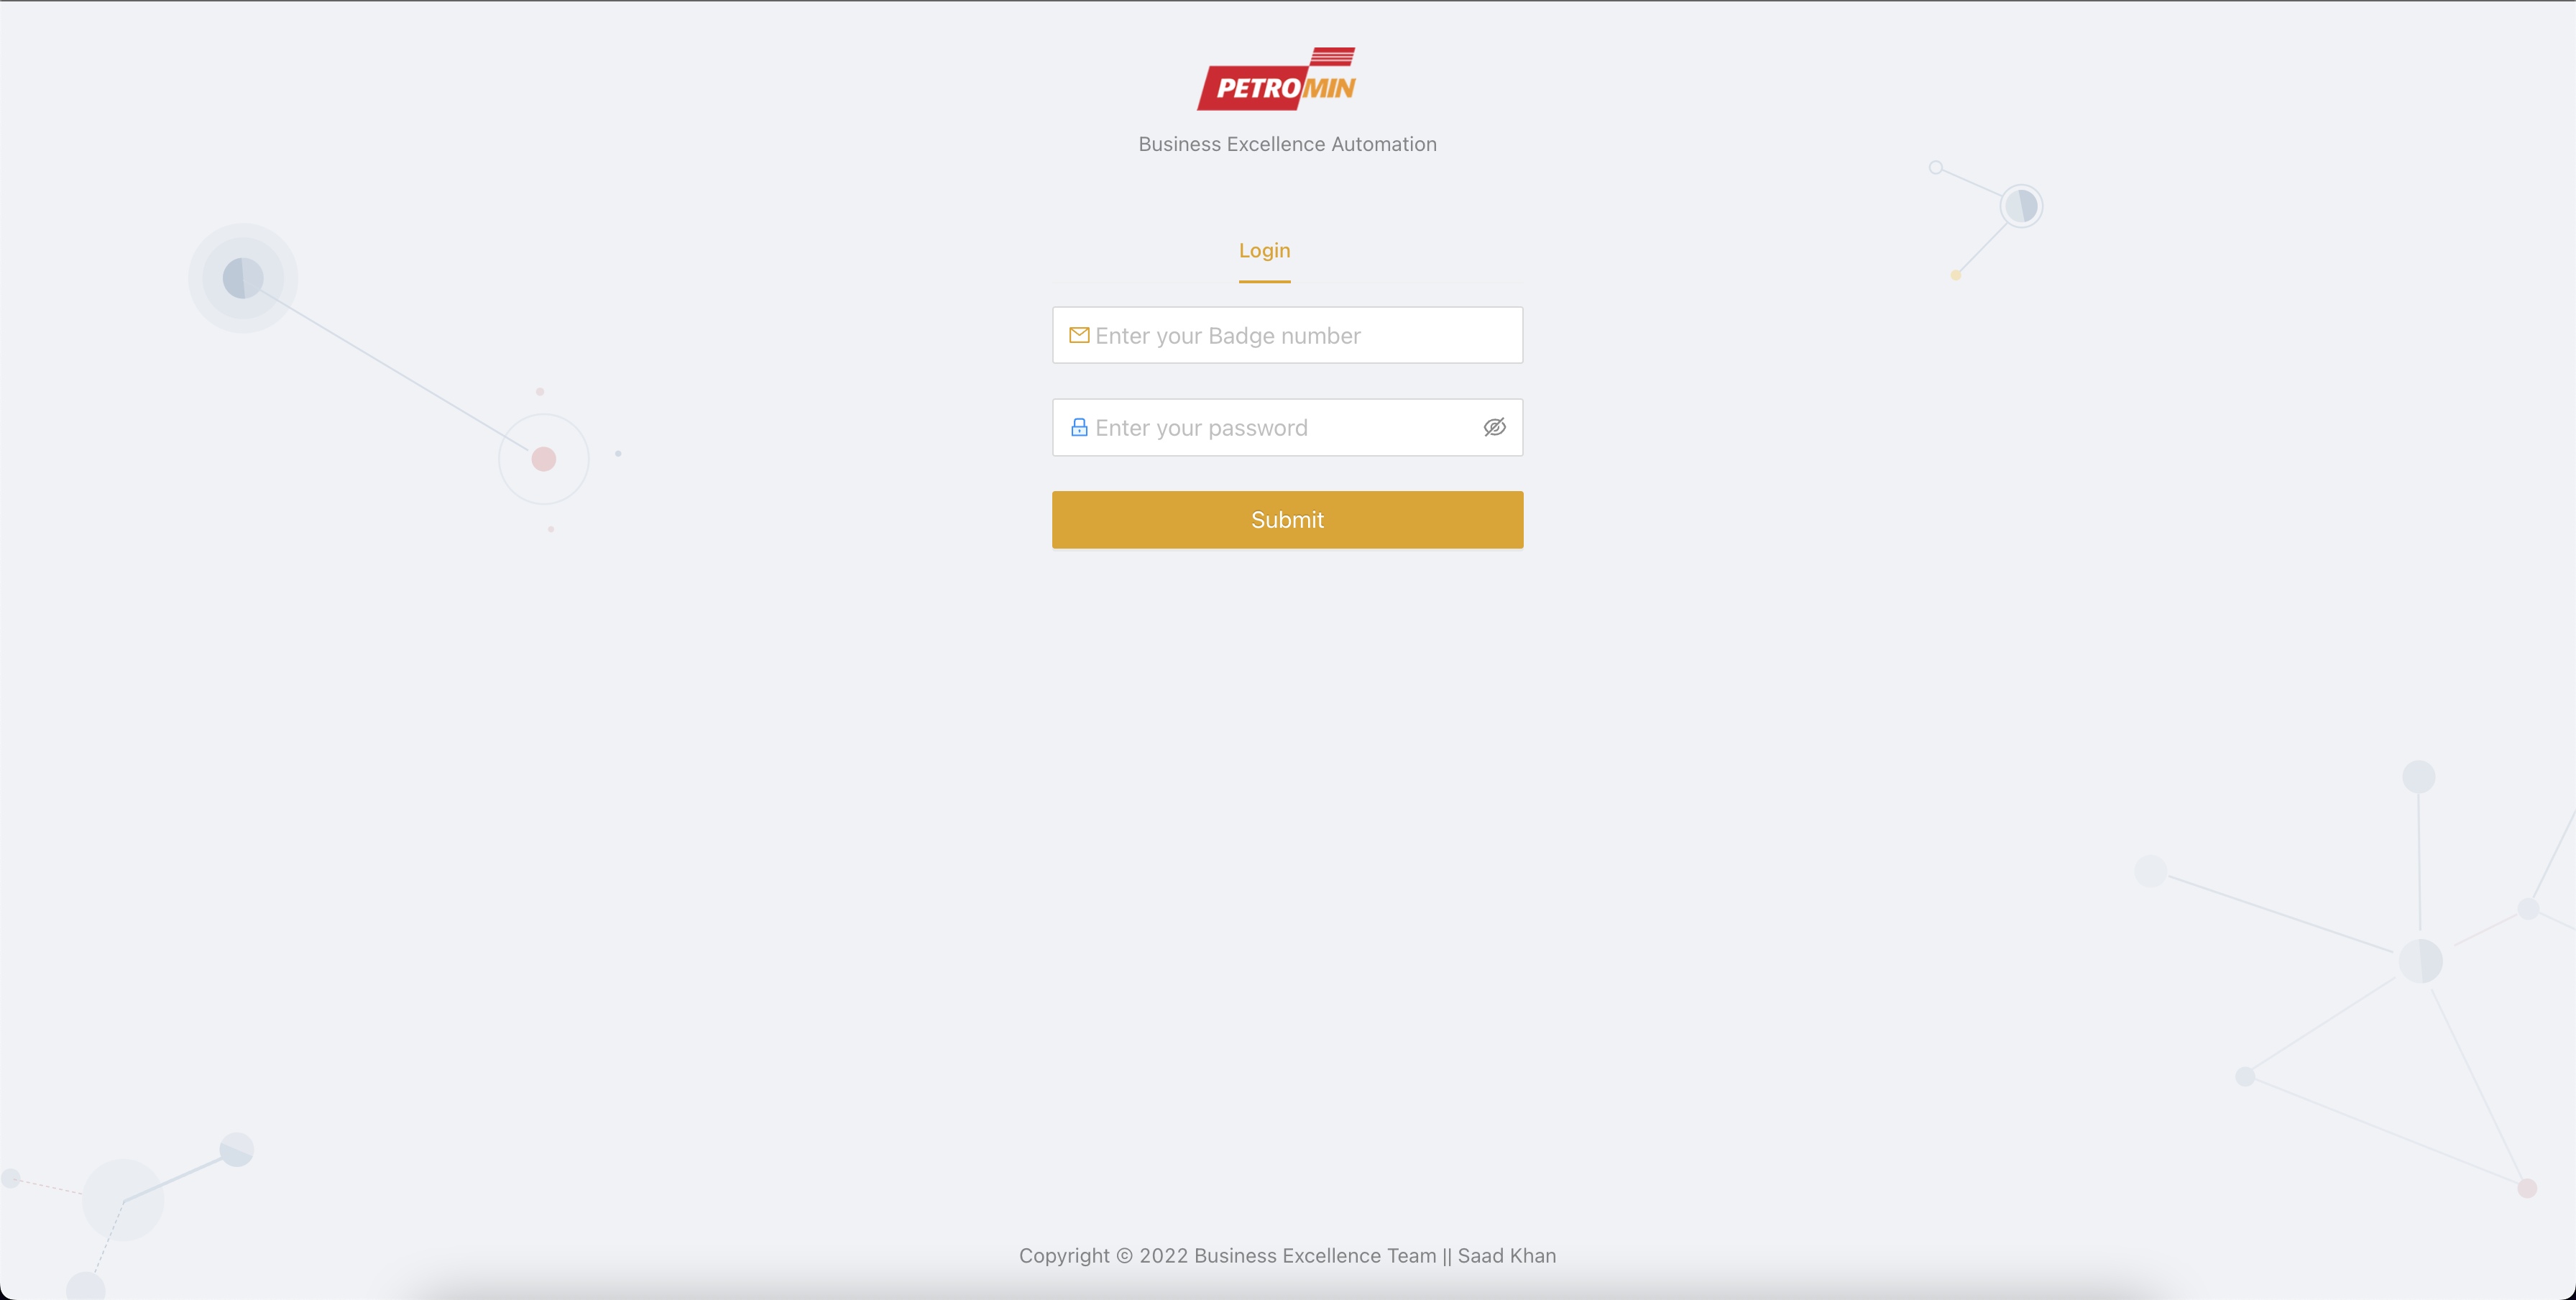 PETROMIN
Business Excellence Automation
Login
Enter your Badge number
Enter your password
Submit
Copyright © 2022 Business Excellence Team || Saad Khan